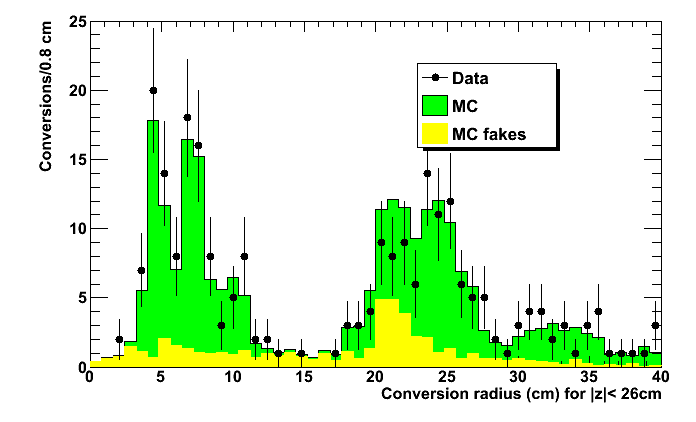 Conversions/0.8 cm
25
20
15
10
5
0
Data
MC
MC fakes
0 5 10 15 20 25 30 35 40
Conversion radius (cm) for |z|< 26cm